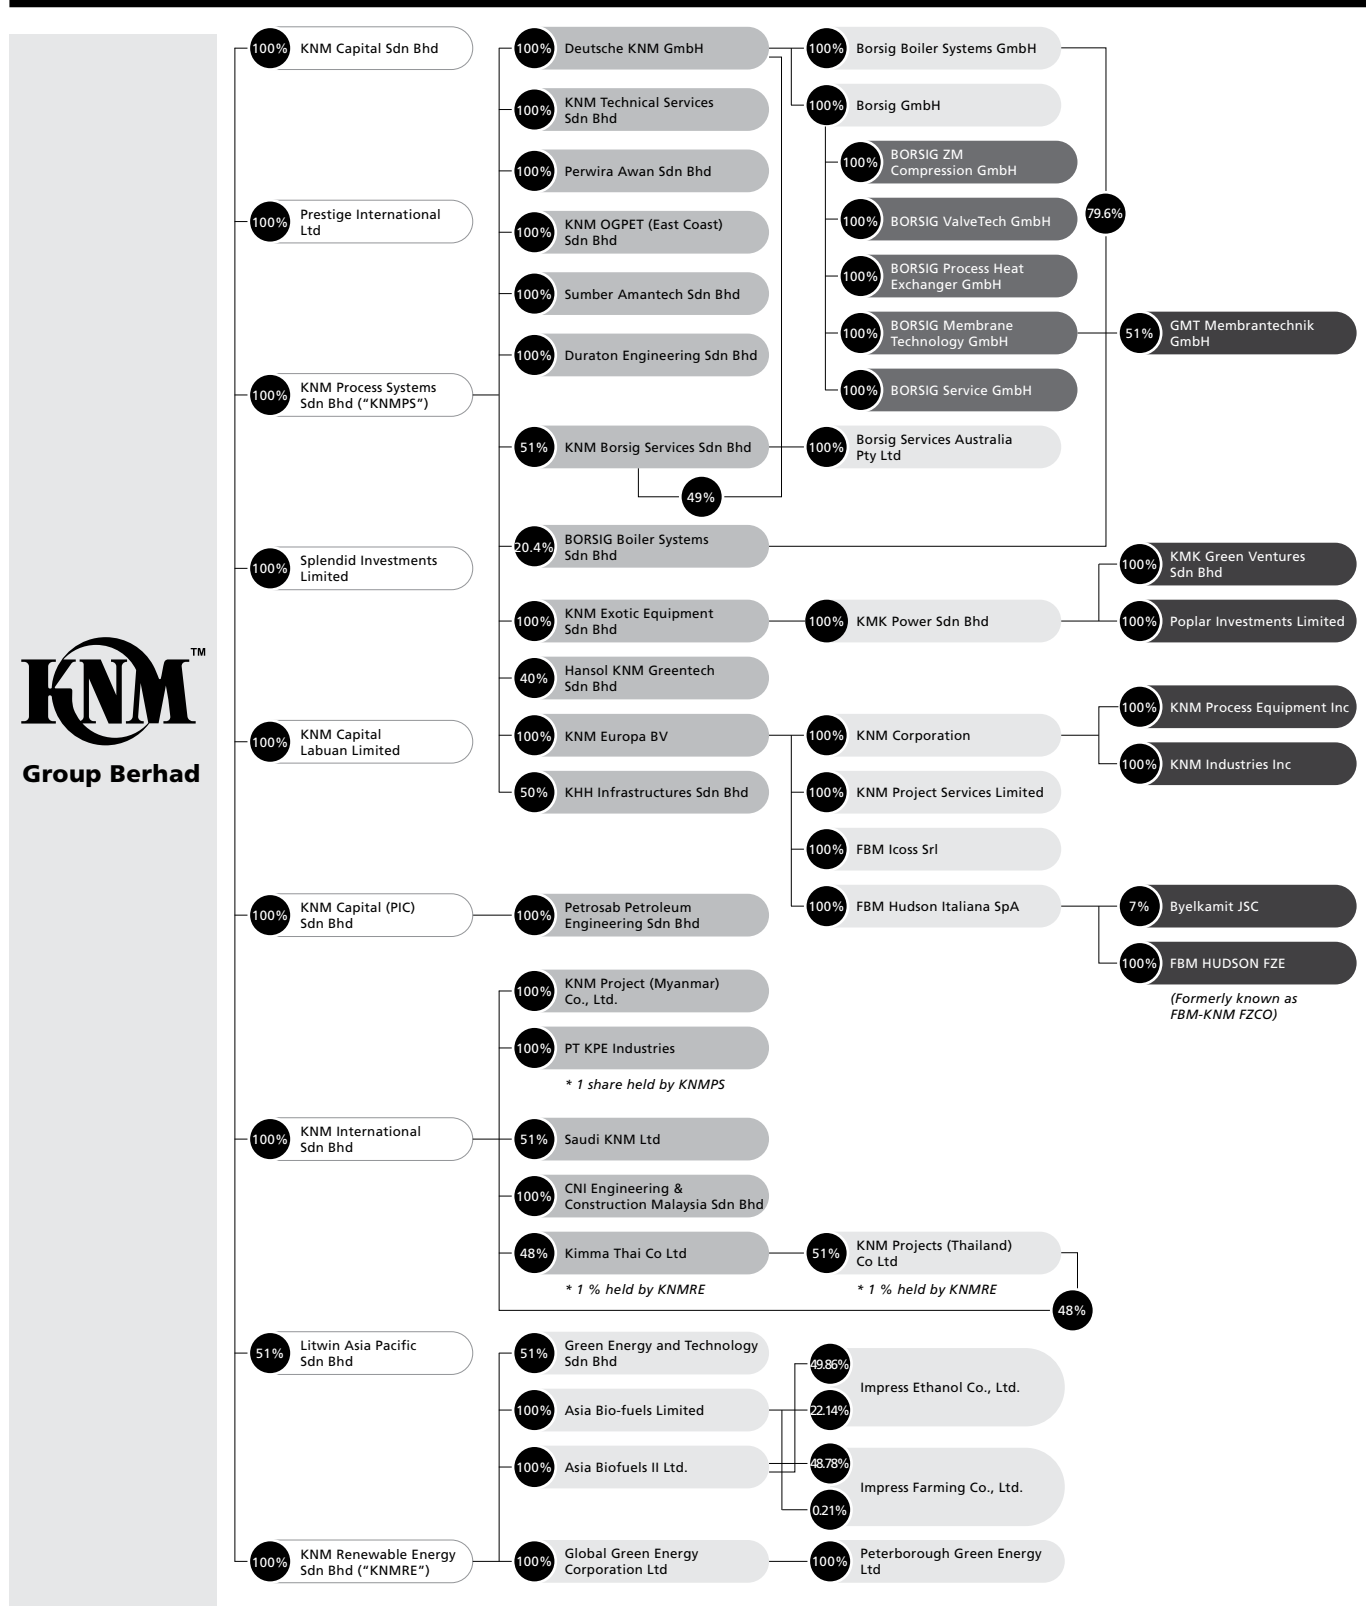 KNM
TM
Group Berhad
100% KNM Capital Sdn Bhd
100% Prestige International
Ltd
100% KNM Process Systems
Sdn Bhd (“KNMPS”)
100% Splendid Investments
Limited
100% KNM Capital
Labuan Limited
100% KNM Capital (PIC)
Sdn Bhd
100% KNM International
Sdn Bhd
51% Litwin Asia Pacific
Sdn Bhd
100% KNM Renewable Energy
Sdn Bhd (“KNMRE”)
100% Deutsche KNM GmbH
100% KNM Technical Services
Sdn Bhd
100% Perwira Awan Sdn Bhd
100% KNM OGPET (East Coast)
Sdn Bhd
100% Sumber Amantech Sdn Bhd
100% Duraton Engineering Sdn Bhd
51% KNM Borsig Services Sdn Bhd
49%
20.4% BORSIG Boiler Systems
Sdn Bhd
100% KNM Exotic Equipment
Sdn Bhd
40% Hansol KNM Greentech
Sdn Bhd
100% KNM Europa BV
50% KHH Infrastructures Sdn Bhd
100% Petrosab Petroleum
Engineering Sdn Bhd
100% KNM Project (Myanmar)
Co., Ltd.
100% PT KPE Industries
* 1 share held by KNMPS
51% Saudi KNM Ltd
100% CNI Engineering &
Construction Malaysia Sdn Bhd
48% Kimma Thai Co Ltd
* 1 % held by KNMRE
51% Green Energy and Technology
Sdn Bhd
100% Asia Bio-fuels Limited
100% Asia Biofuels II Ltd.
100% Global Green Energy
Corporation Ltd
100% Borsig Boiler Systems GmbH
100% Borsig GmbH
100% BORSIG ZM
Compression GmbH
100% BORSIG ValveTech GmbH
79.6%
100% BORSIG Process Heat
Exchanger GmbH
100% BORSIG Membrane
Technology GmbH
100% BORSIG Service GmbH
100% Borsig Services Australia
Pty Ltd
100% KMK Power Sdn Bhd
100% KNM Corporation
100% KNM Project Services Limited
100% FBM Icoss Srl
100% FBM Hudson Italiana SpA
51% KNM Projects (Thailand)
Co Ltd
* 1 % held by KNMRE
48%
49.86%
Impress Ethanol Co., Ltd.
22.14%
48.78%
Impress Farming Co., Ltd.
0.21%
100% Peterborough Green Energy
Ltd
51% GMT Membrantechnik
GmbH
100% KMK Green Ventures
Sdn Bhd
100% Poplar Investments Limited
100% KNM Process Equipment Inc
100% KNM Industries Inc
7% Byelkamit JSC
100% FBM HUDSON FZE
(Formerly known as
FBM-KNM FZCO)